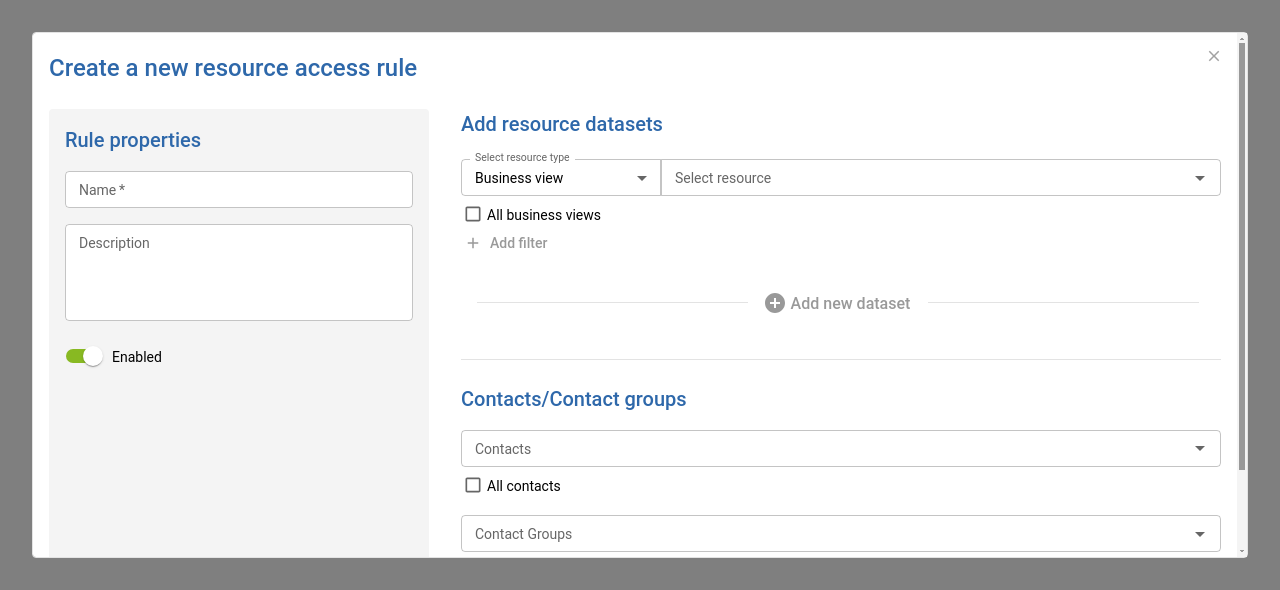 Create a new resource access rule
Rule properties
Name *
Description
Enabled
Add resource datasets
Select resource type
Business view
Select resource
All business views
Add filter
Add new dataset
Contacts/Contact groups
Contacts
All contacts
Contact Groups